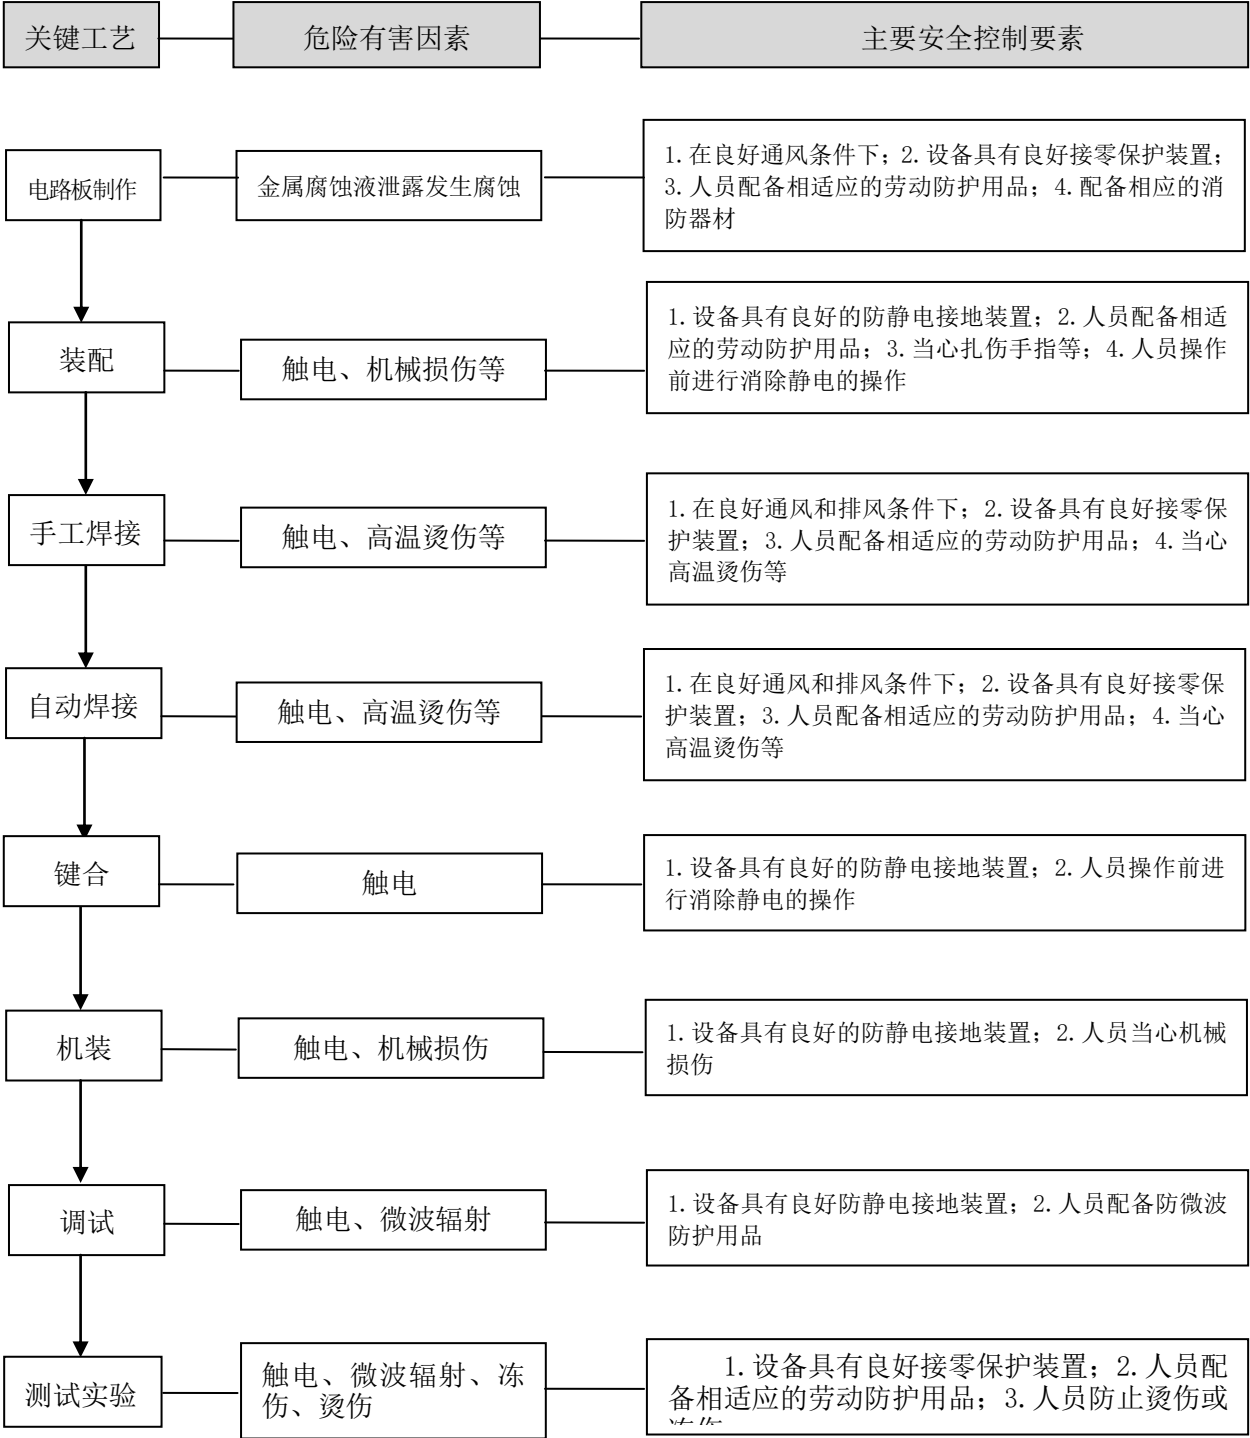 关键工艺
危险有害因素
主要安全控制要素
电路板制作
金属腐蚀液泄露发生腐蚀
1.在良好通风条件下；2.设备具有良好接零保护装置；
3.人员配备相适应的劳动防护用品；4.配备相应的消
防器材
装配
触电、机械损伤等
1.设备具有良好的防静电接地装置；2.人员配备相适
应的劳动防护用品；3.当心扎伤手指等；4.人员操作
前进行消除静电的操作
手工焊接
触电、高温烫伤等
1.在良好通风和排风条件下；2.设备具有良好接零保
护装置；3.人员配备相适应的劳动防护用品；4.当心
高温烫伤等
自动焊接
触电、高温烫伤等
1.在良好通风和排风条件下；2.设备具有良好接零保
护装置；3.人员配备相适应的劳动防护用品；4.当心
高温烫伤等
键合
触电
1.设备具有良好的防静电接地装置；2.人员操作前进
行消除静电的操作
机装
触电、机械损伤
1.设备具有良好的防静电接地装置；2.人员当心机械
损伤
调试
触电、微波辐射
1.设备具有良好防静电接地装置；2.人员配备防微波
防护用品
测试实验
触电、微波辐射、冻
伤、烫伤
1.设备具有良好接零保护装置；2.人员配
备相适应的劳动防护用品；3.人员防止烫伤或